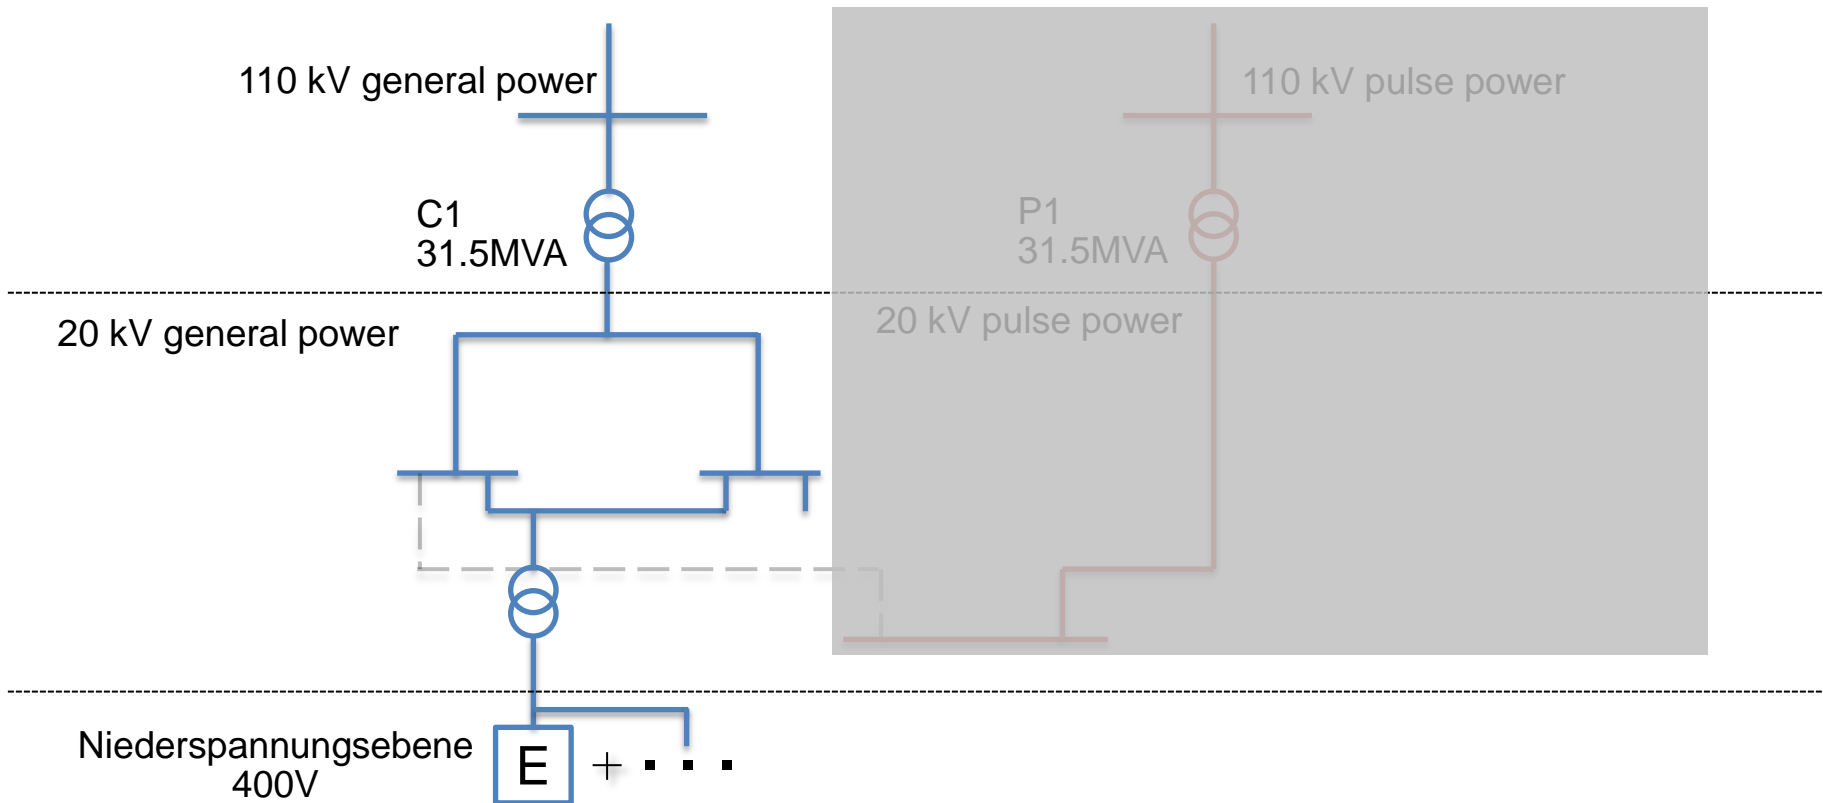 110 kV general power
110 kV pulse power
C1
31.5MVA
P1
31.5MVA
20 kV general power
20 kV pulse power
Niederspannungsebene
400V
E
+ . . .